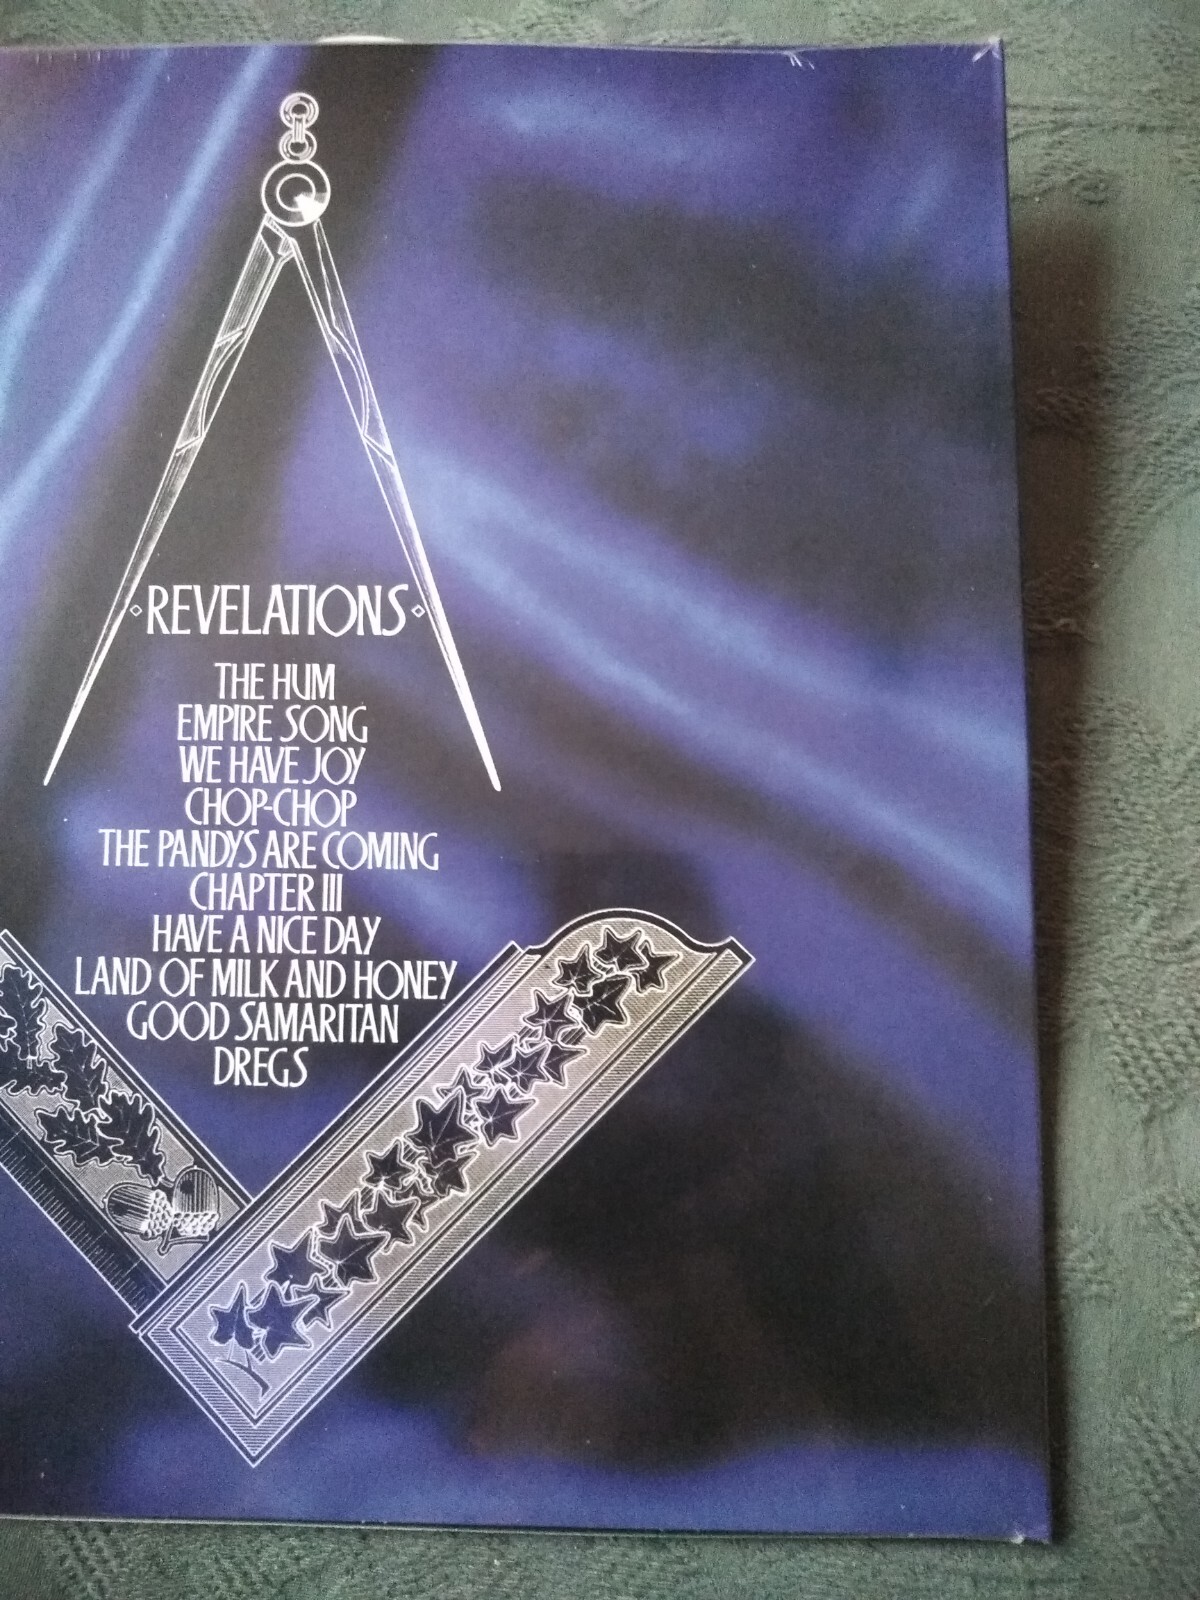 REVELATIONS
THE HUM
EMPIRE SONG
WE HAVE JOY
CHOP-CHOP
THE PANDYS ARE COMING
CHAPTER III
HAVE A NICE DAY
LAND OF MILK AND HONEY
GOOD SAMARITAN
DREGS